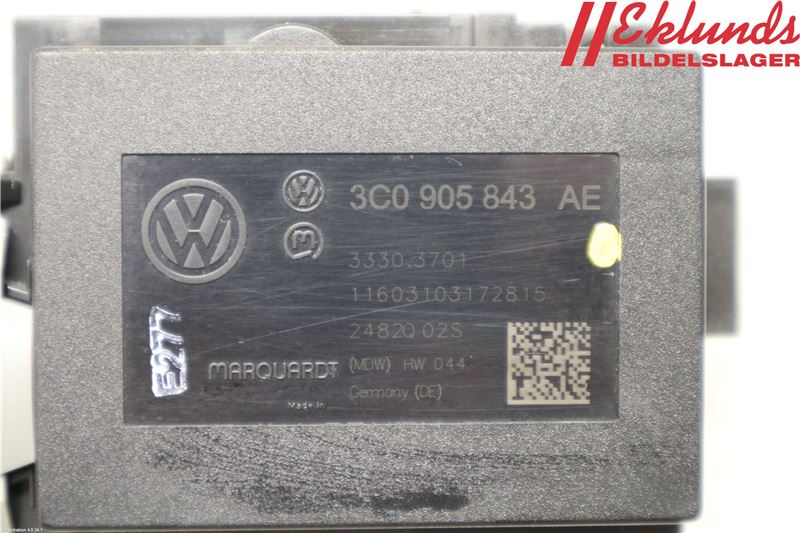 Eklunds
BILDELSLAGER
3C0 905 843 AE
3330.3701
11603103172815
2482Q 02S
E277
MARQUARDT
(MDW) HW 044
Made in
Germany (DE)